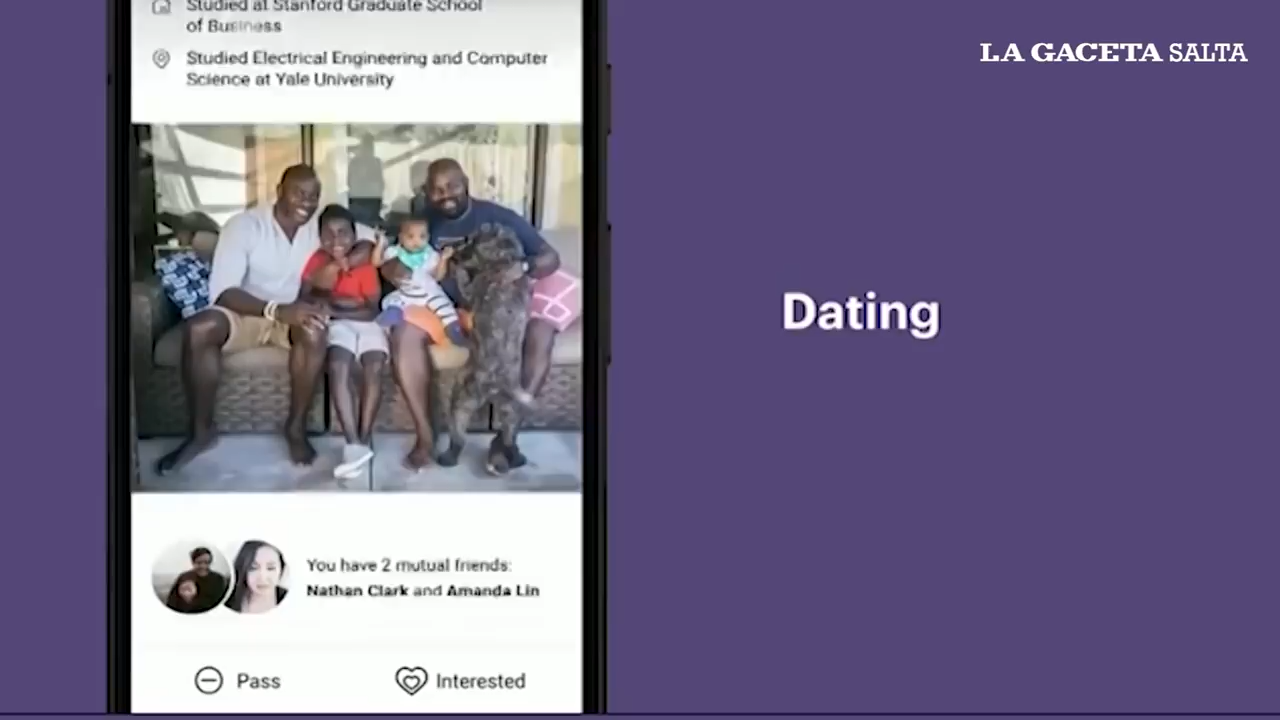 Studied at Stanford Graduate School
of Business
Studied Electrical Engineering and Computer
Science at Yale University
LA GACETA SALTA
Dating
You have 2 mutual friends:
Nathan Clark and Amanda Lin
Pass
Interested